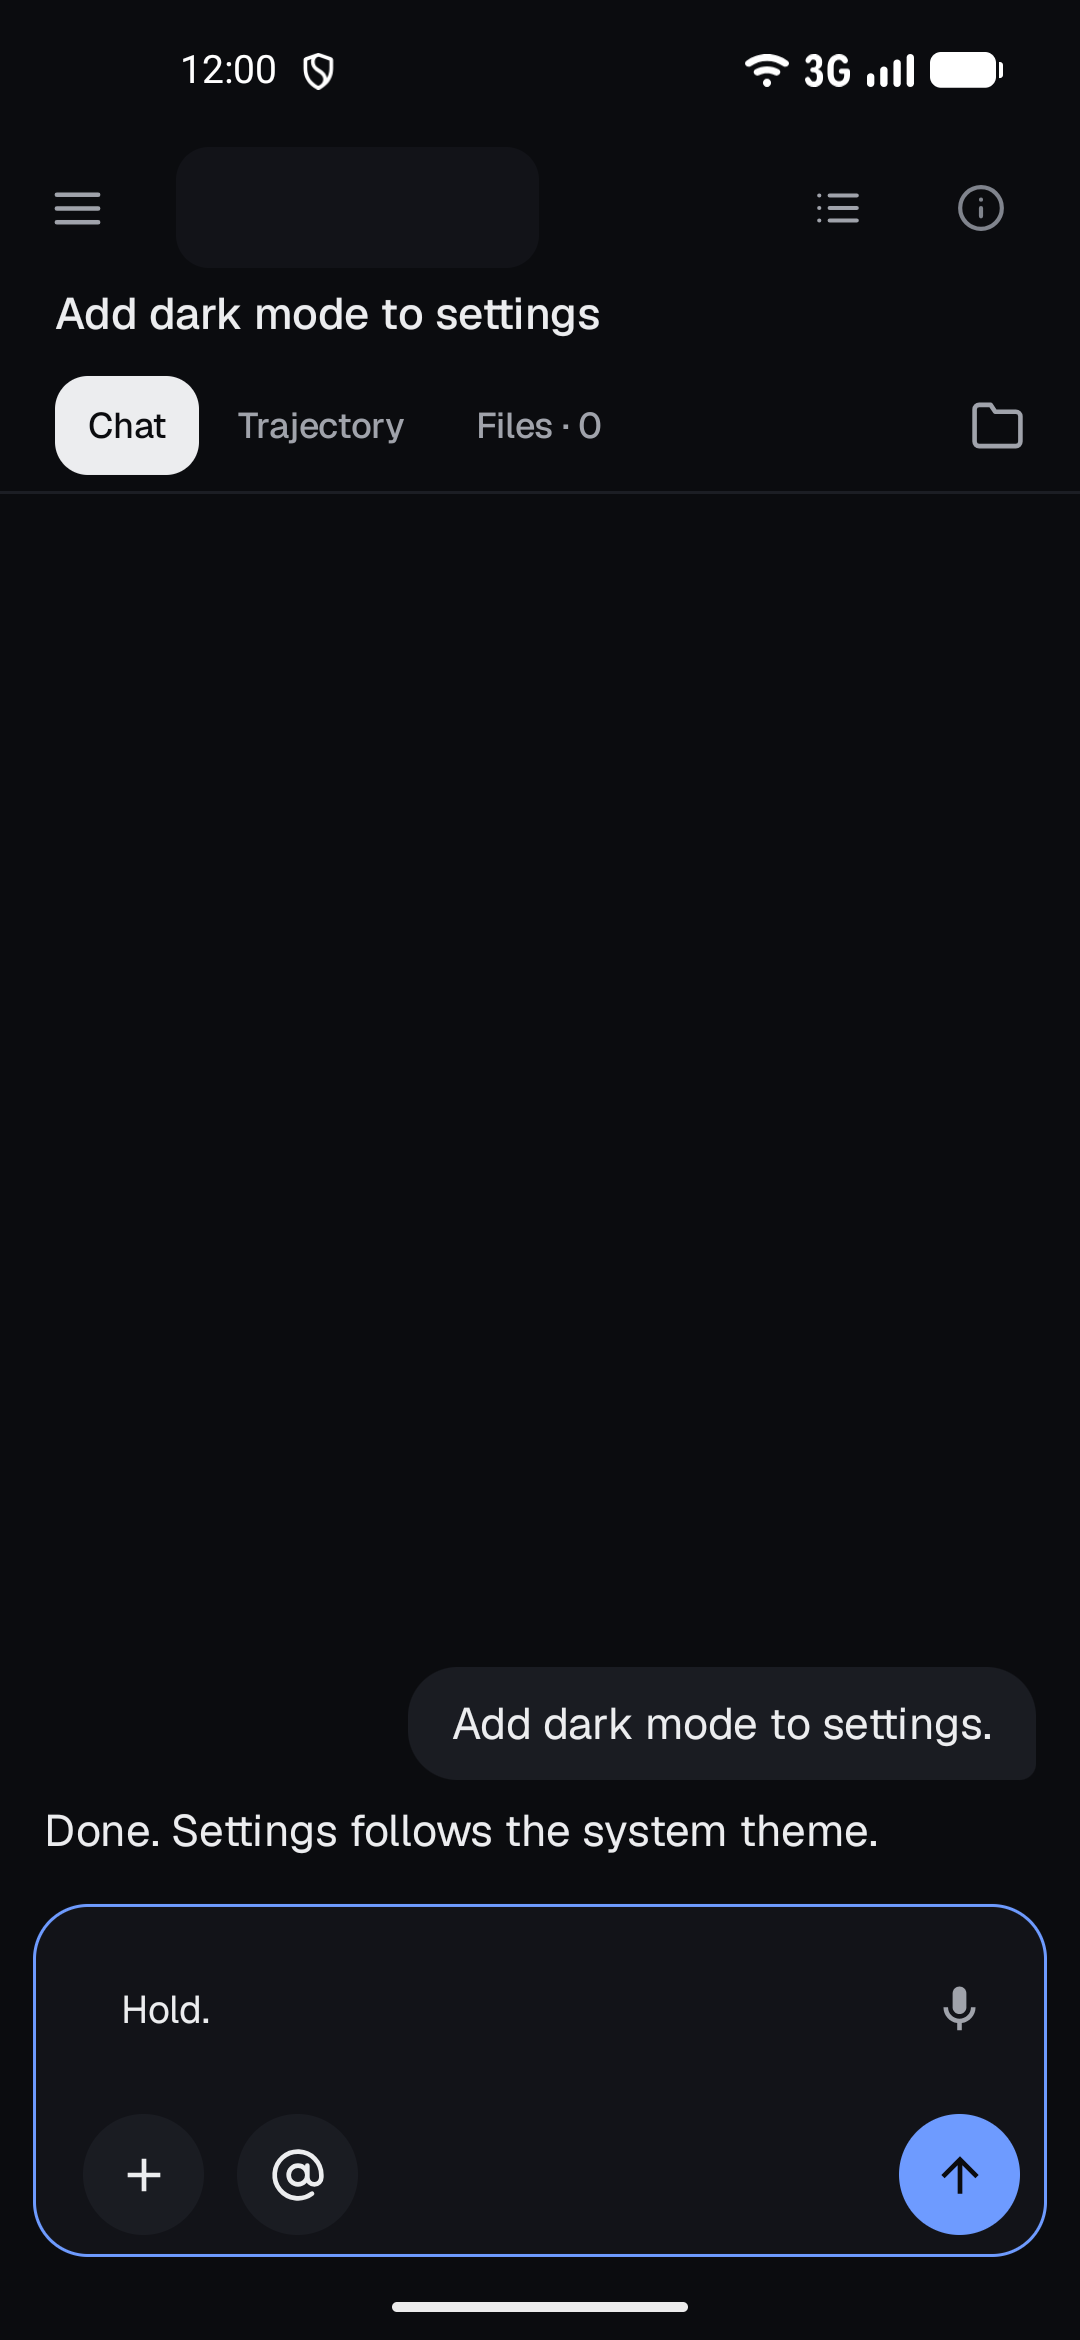 12:00
3G
Add dark mode to settings
Chat
Trajectory
Files · 0
Add dark mode to settings.
Done. Settings follows the system theme.
Hold.